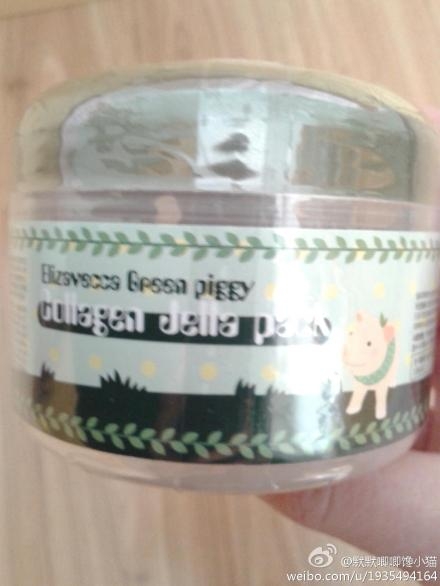 Elizavecca Green piggy
Collagen Jella pack
@默默唧唧馋小猫
weibo.com/u/1935494164